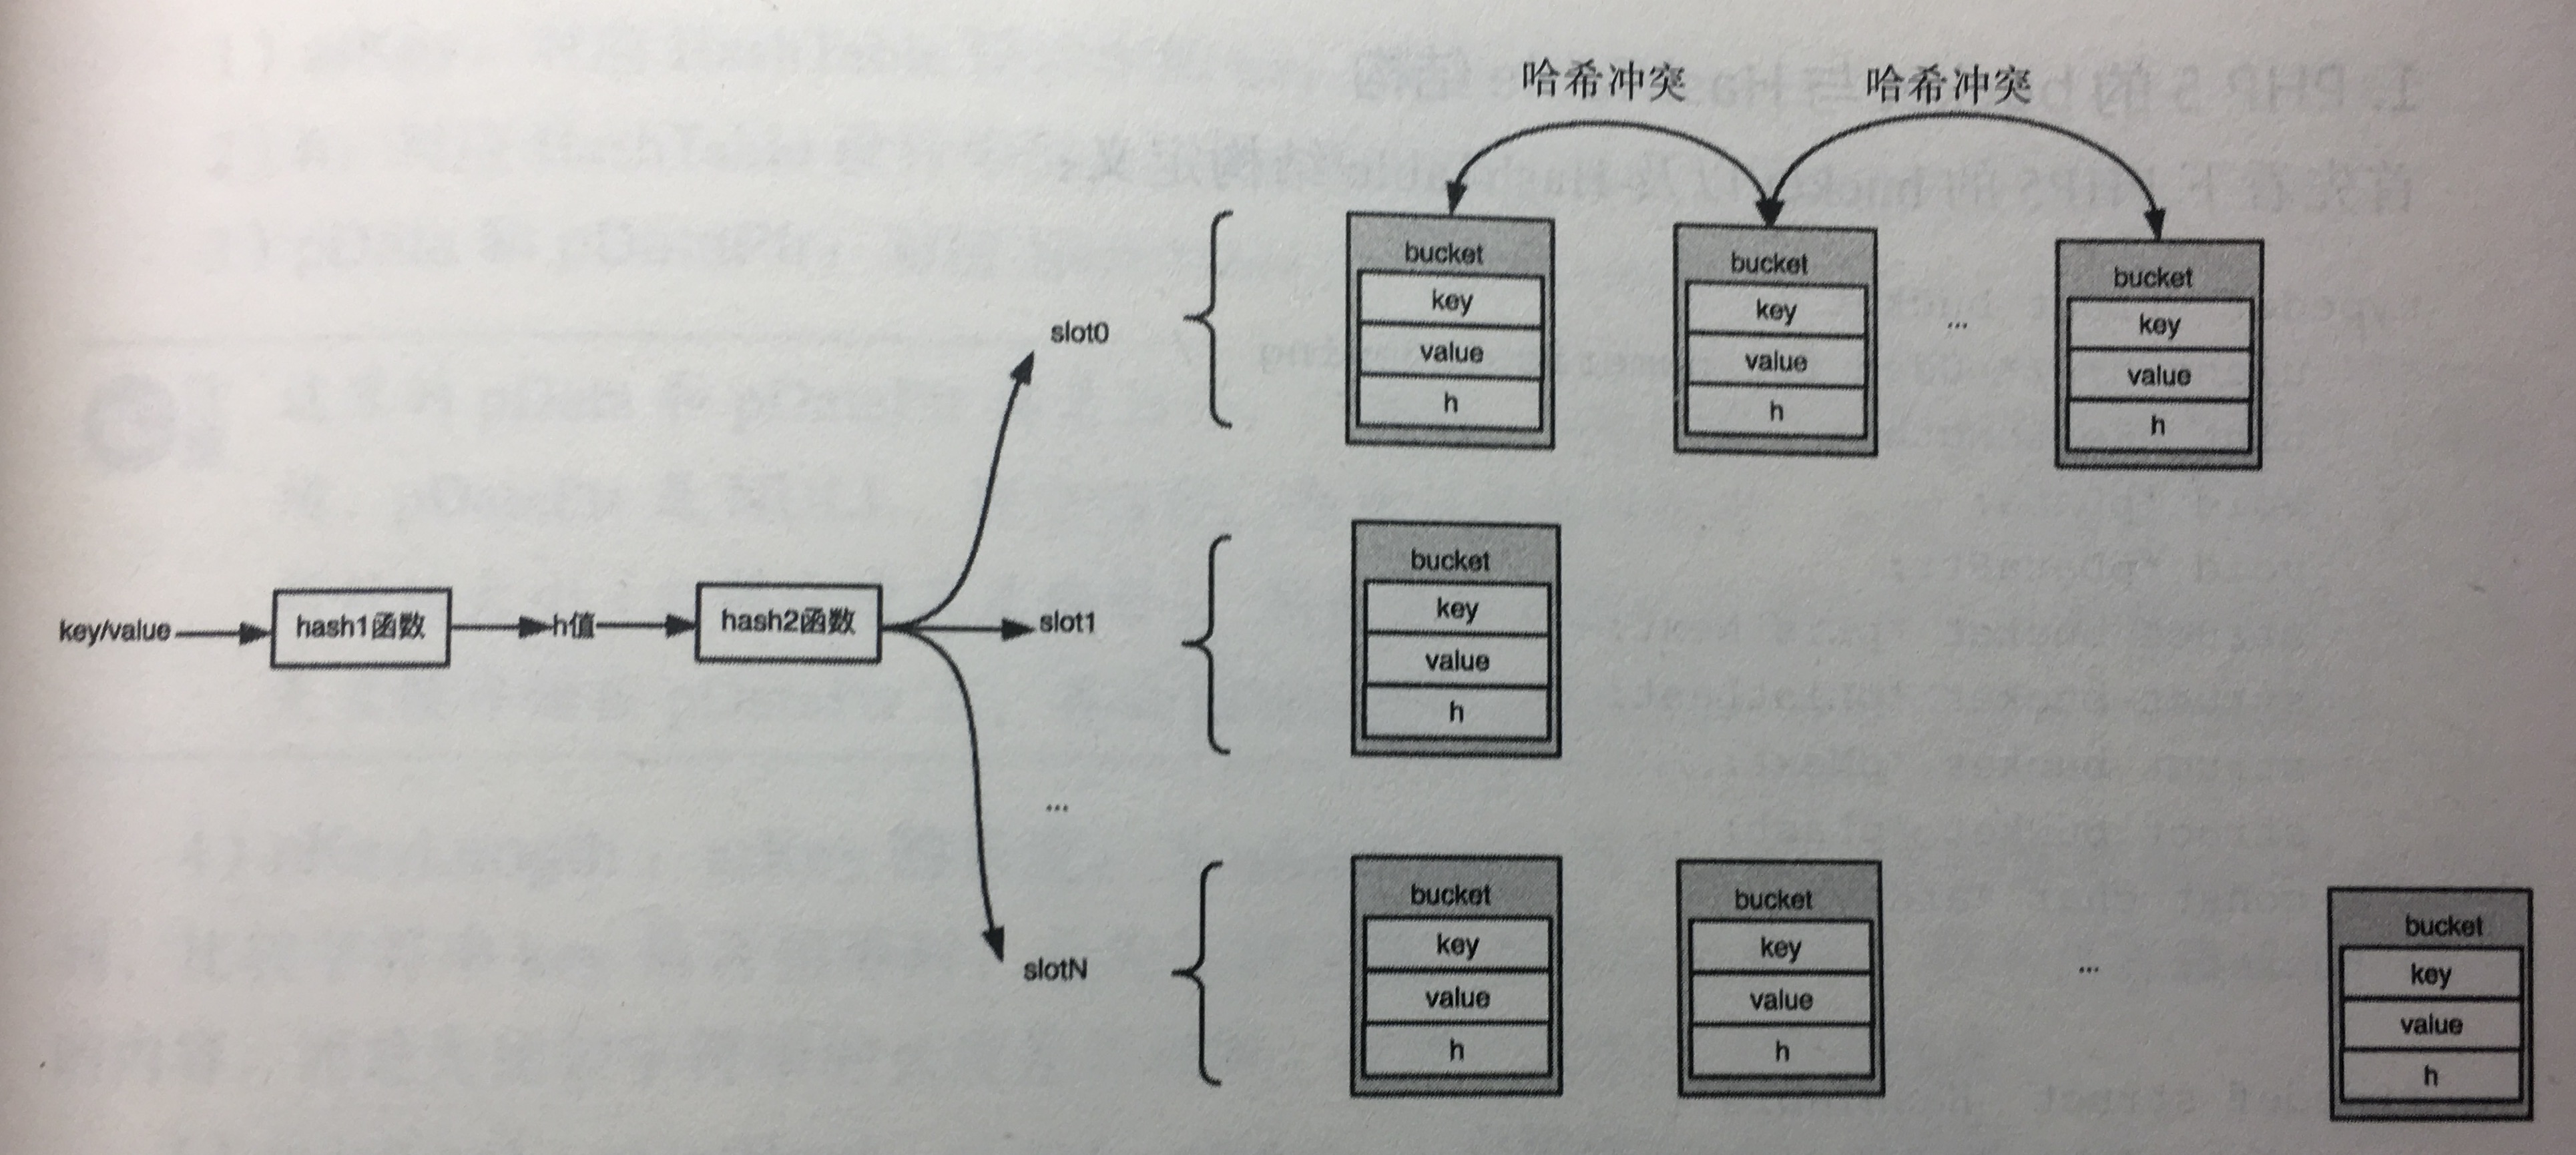 哈希冲突 哈希冲突
slot0
bucket
key
value
h
bucket
key
value
h
...
bucket
key
value
h
key/value
hash1函数
h值
hash2函数
slot1
bucket
key
value
h
...
slotN
bucket
key
value
h
bucket
key
value
h
...
bucket
key
value
h